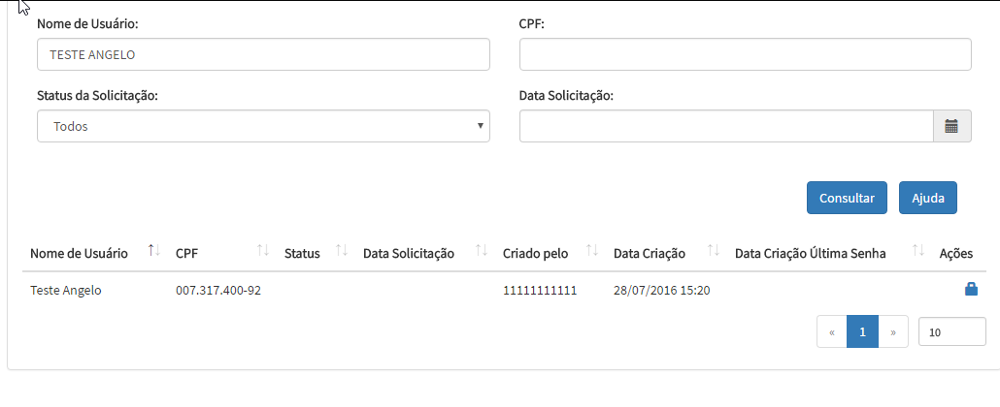 Nome de Usuário: CPF:
TESTE ANGELO
Status da Solicitação: Data Solicitação:
Todos
Consultar Ajuda
Nome de Usuário CPF Status Data Solicitação Criado pelo Data Criação Data Criação Última Senha Ações
Teste Angelo 007.317.400-92 11111111111 28/07/2016 15:20
« 1 » 10